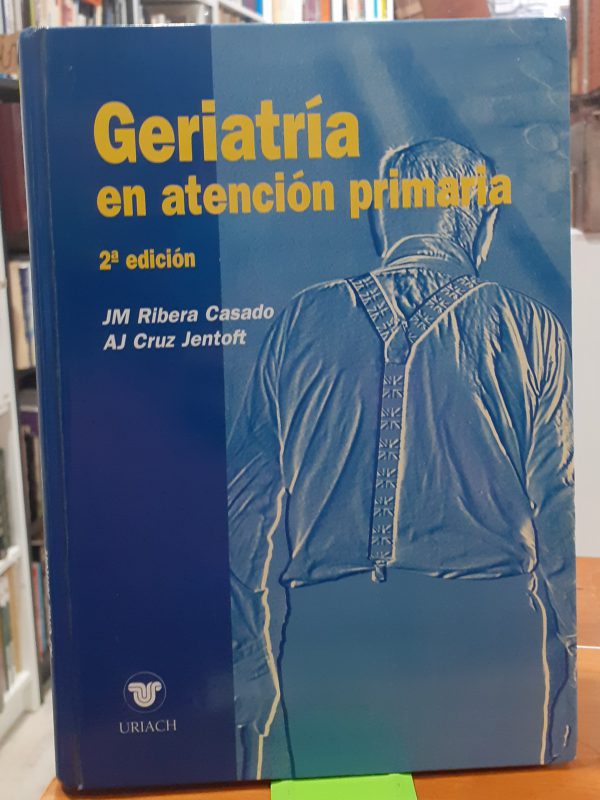 Geriatría
en atención primaria
2ª edición
JM Ribera Casado
AJ Cruz Jentoft
URIACH